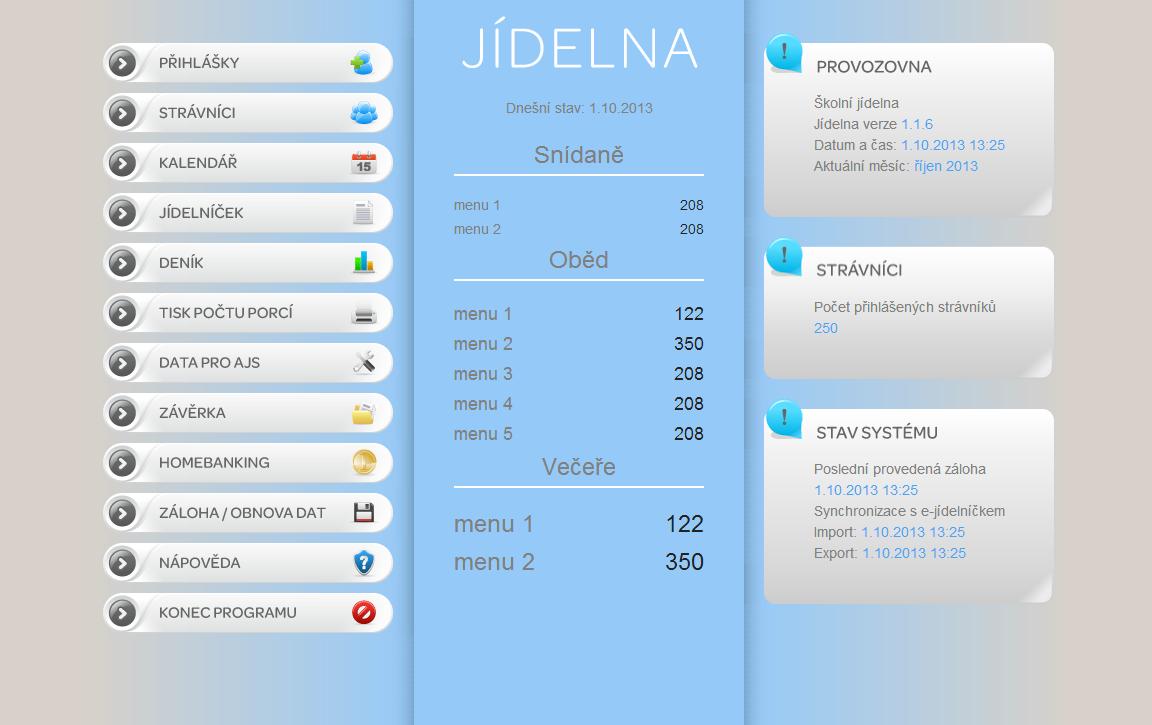 PŘIHLÁŠKY
STRÁVNÍCI
KALENDÁŘ
15
JÍDELNÍČEK
DENÍK
TISK POČTU PORCÍ
DATA PRO AJS
ZÁVĚRKA
HOMEBANKING
ZÁLOHA / OBNOVA DAT
NÁPOVĚDA
?
KONEC PROGRAMU
JÍDELNA
Dnešní stav: 1.10.2013
Snídaně
menu 1 208
menu 2 208
Oběd
menu 1 122
menu 2 350
menu 3 208
menu 4 208
menu 5 208
Večeře
menu 1 122
menu 2 350
!
PROVOZOVNA
Školní jídelna
Jídelna verze 1.1.6
Datum a čas: 1.10.2013 13:25
Aktuální měsíc: říjen 2013
!
STRÁVNÍCI
Počet přihlášených strávníků
250
!
STAV SYSTÉMU
Poslední provedená záloha
1.10.2013 13:25
Synchronizace s e-jídelníčkem
Import: 1.10.2013 13:25
Export: 1.10.2013 13:25